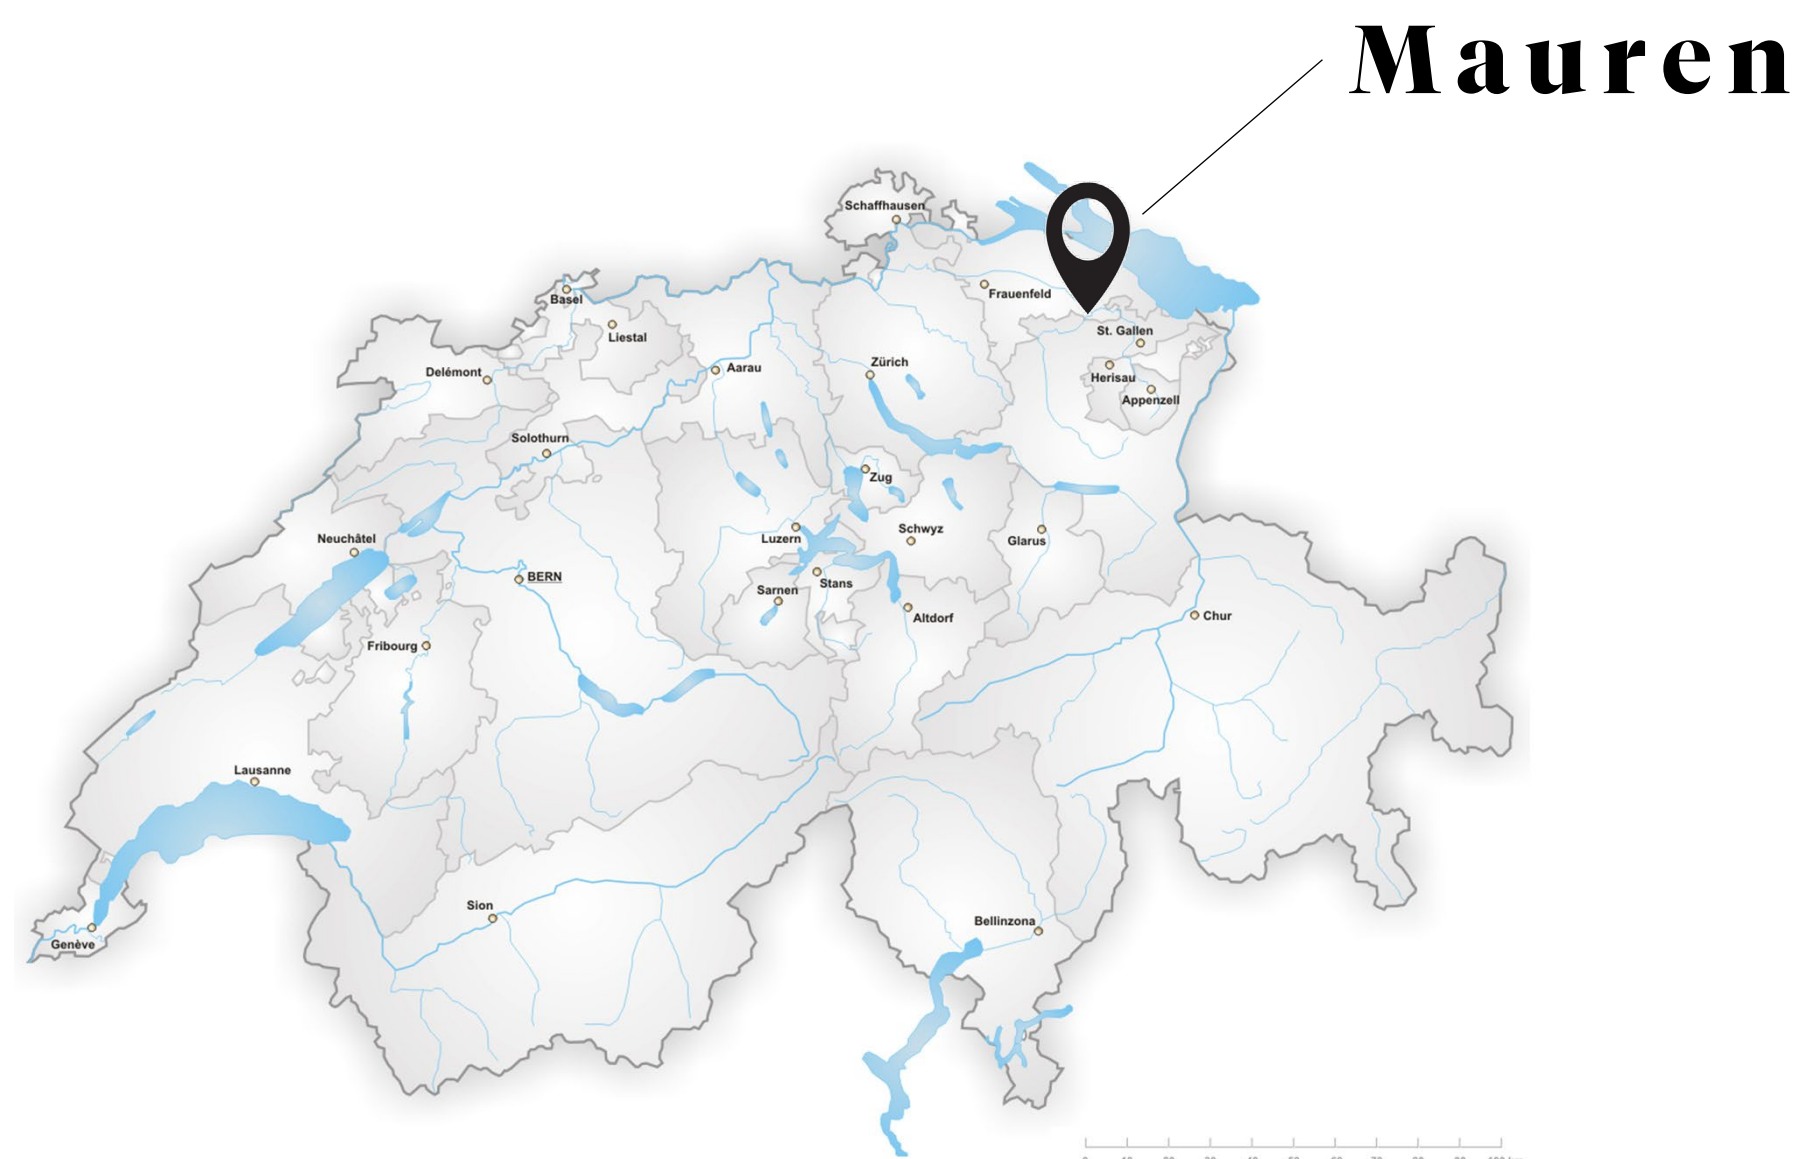 Mauren
Schaffhausen
Basel
Frauenfeld
Liestal
St. Gallen
Delémont
Aarau
Zürich
Herisau
Appenzell
Solothurn
Zug
Neuchâtel
Luzern
Schwyz
Glarus
BERN
Stans
Sarnen
Chur
Altdorf
Fribourg
Lausanne
Sion
Bellinzona
Genève